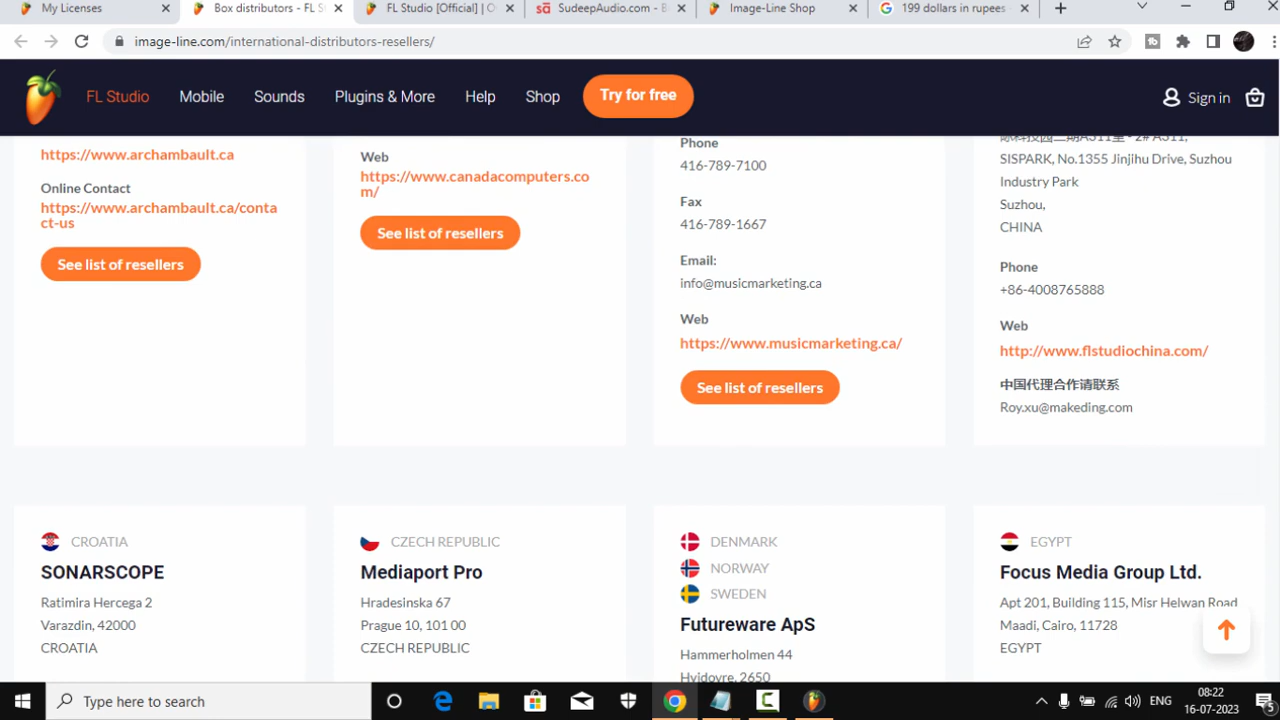 My Licenses
Box distributors - FL S
FL Studio [Official] | O
SudeepAudio.com - B
Image-Line Shop
199 dollars in rupees -
image-line.com/international-distributors-resellers/
FL Studio
Mobile
Sounds
Plugins & More
Help
Shop
Try for free
Sign in
https://www.archambault.ca
Online Contact
https://www.archambault.ca/conta
ct-us
See list of resellers
Web
https://www.canadacomputers.co
m/
See list of resellers
Phone
416-789-7100
Fax
416-789-1667
Email:
info@musicmarketing.ca
Web
https://www.musicmarketing.ca/
See list of resellers
SISPARK, No.1355 Jinjihu Drive, Suzhou
Industry Park
Suzhou,
CHINA
Phone
+86-4008765888
Web
http://www.flstudiochina.com/
中国代理合作请联系
Roy.xu@makeding.com
CROATIA
SONARSCOPE
Ratimira Hercega 2
Varazdin, 42000
CROATIA
CZECH REPUBLIC
Mediaport Pro
Hradesinska 67
Prague 10, 101 00
CZECH REPUBLIC
DENMARK
NORWAY
SWEDEN
Futureware ApS
Hammerholmen 44
Hvidovre, 2650
EGYPT
Focus Media Group Ltd.
Apt 201, Building 115, Misr Helwan Road
Maadi, Cairo, 11728
EGYPT
Type here to search
ENG
08:22
16-07-2023
5